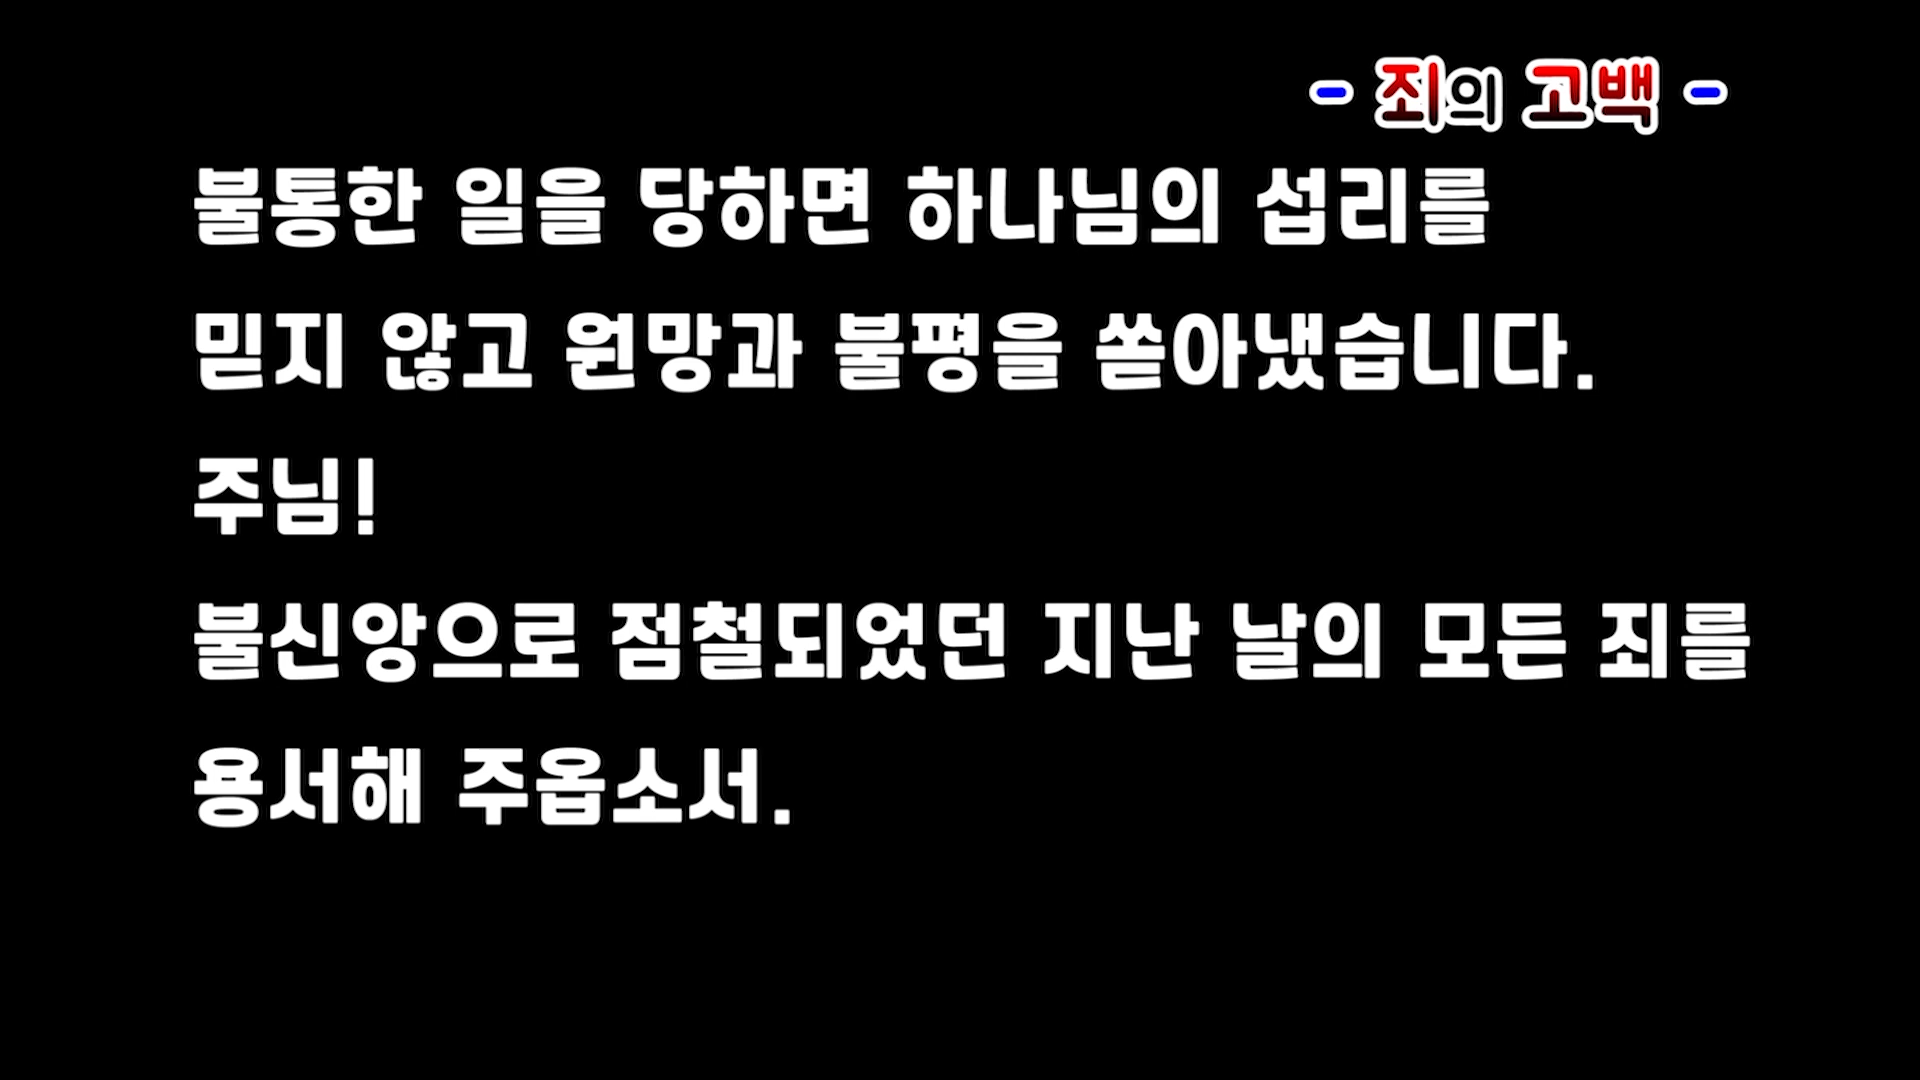 - 죄의 고백 -
불통한 일을 당하면 하나님의 섭리를
믿지 않고 원망과 불평을 쏟아냈습니다.
주님!
불신앙으로 점철되었던 지난 날의 모든 죄를
용서해 주옵소서.